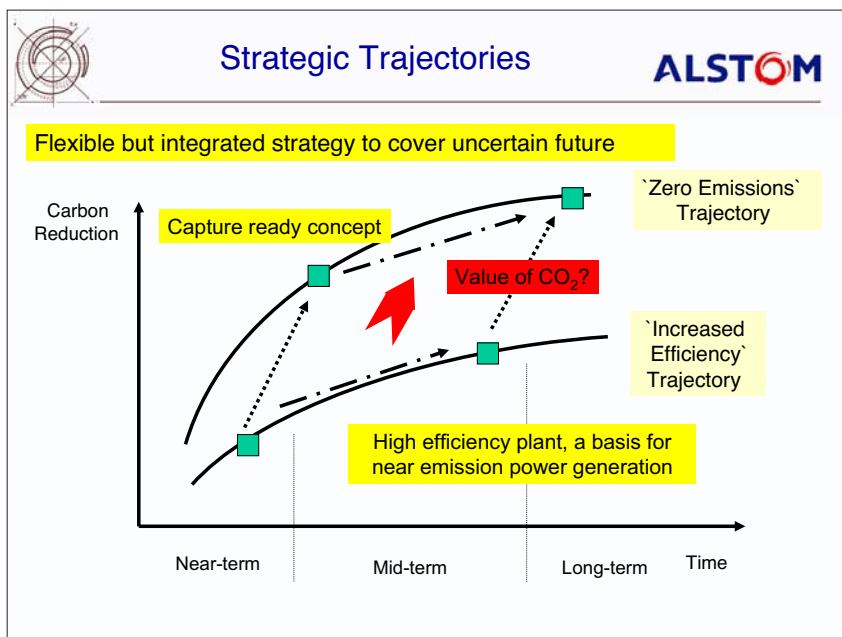 Strategic Trajectories
ALSTOM
Flexible but integrated strategy to cover uncertain future
Carbon
Reduction
Capture ready concept
`Zero Emissions`
Trajectory
Value of CO₂?
`Increased
Efficiency`
Trajectory
High efficiency plant, a basis for
near emission power generation
Near-term
Mid-term
Long-term
Time